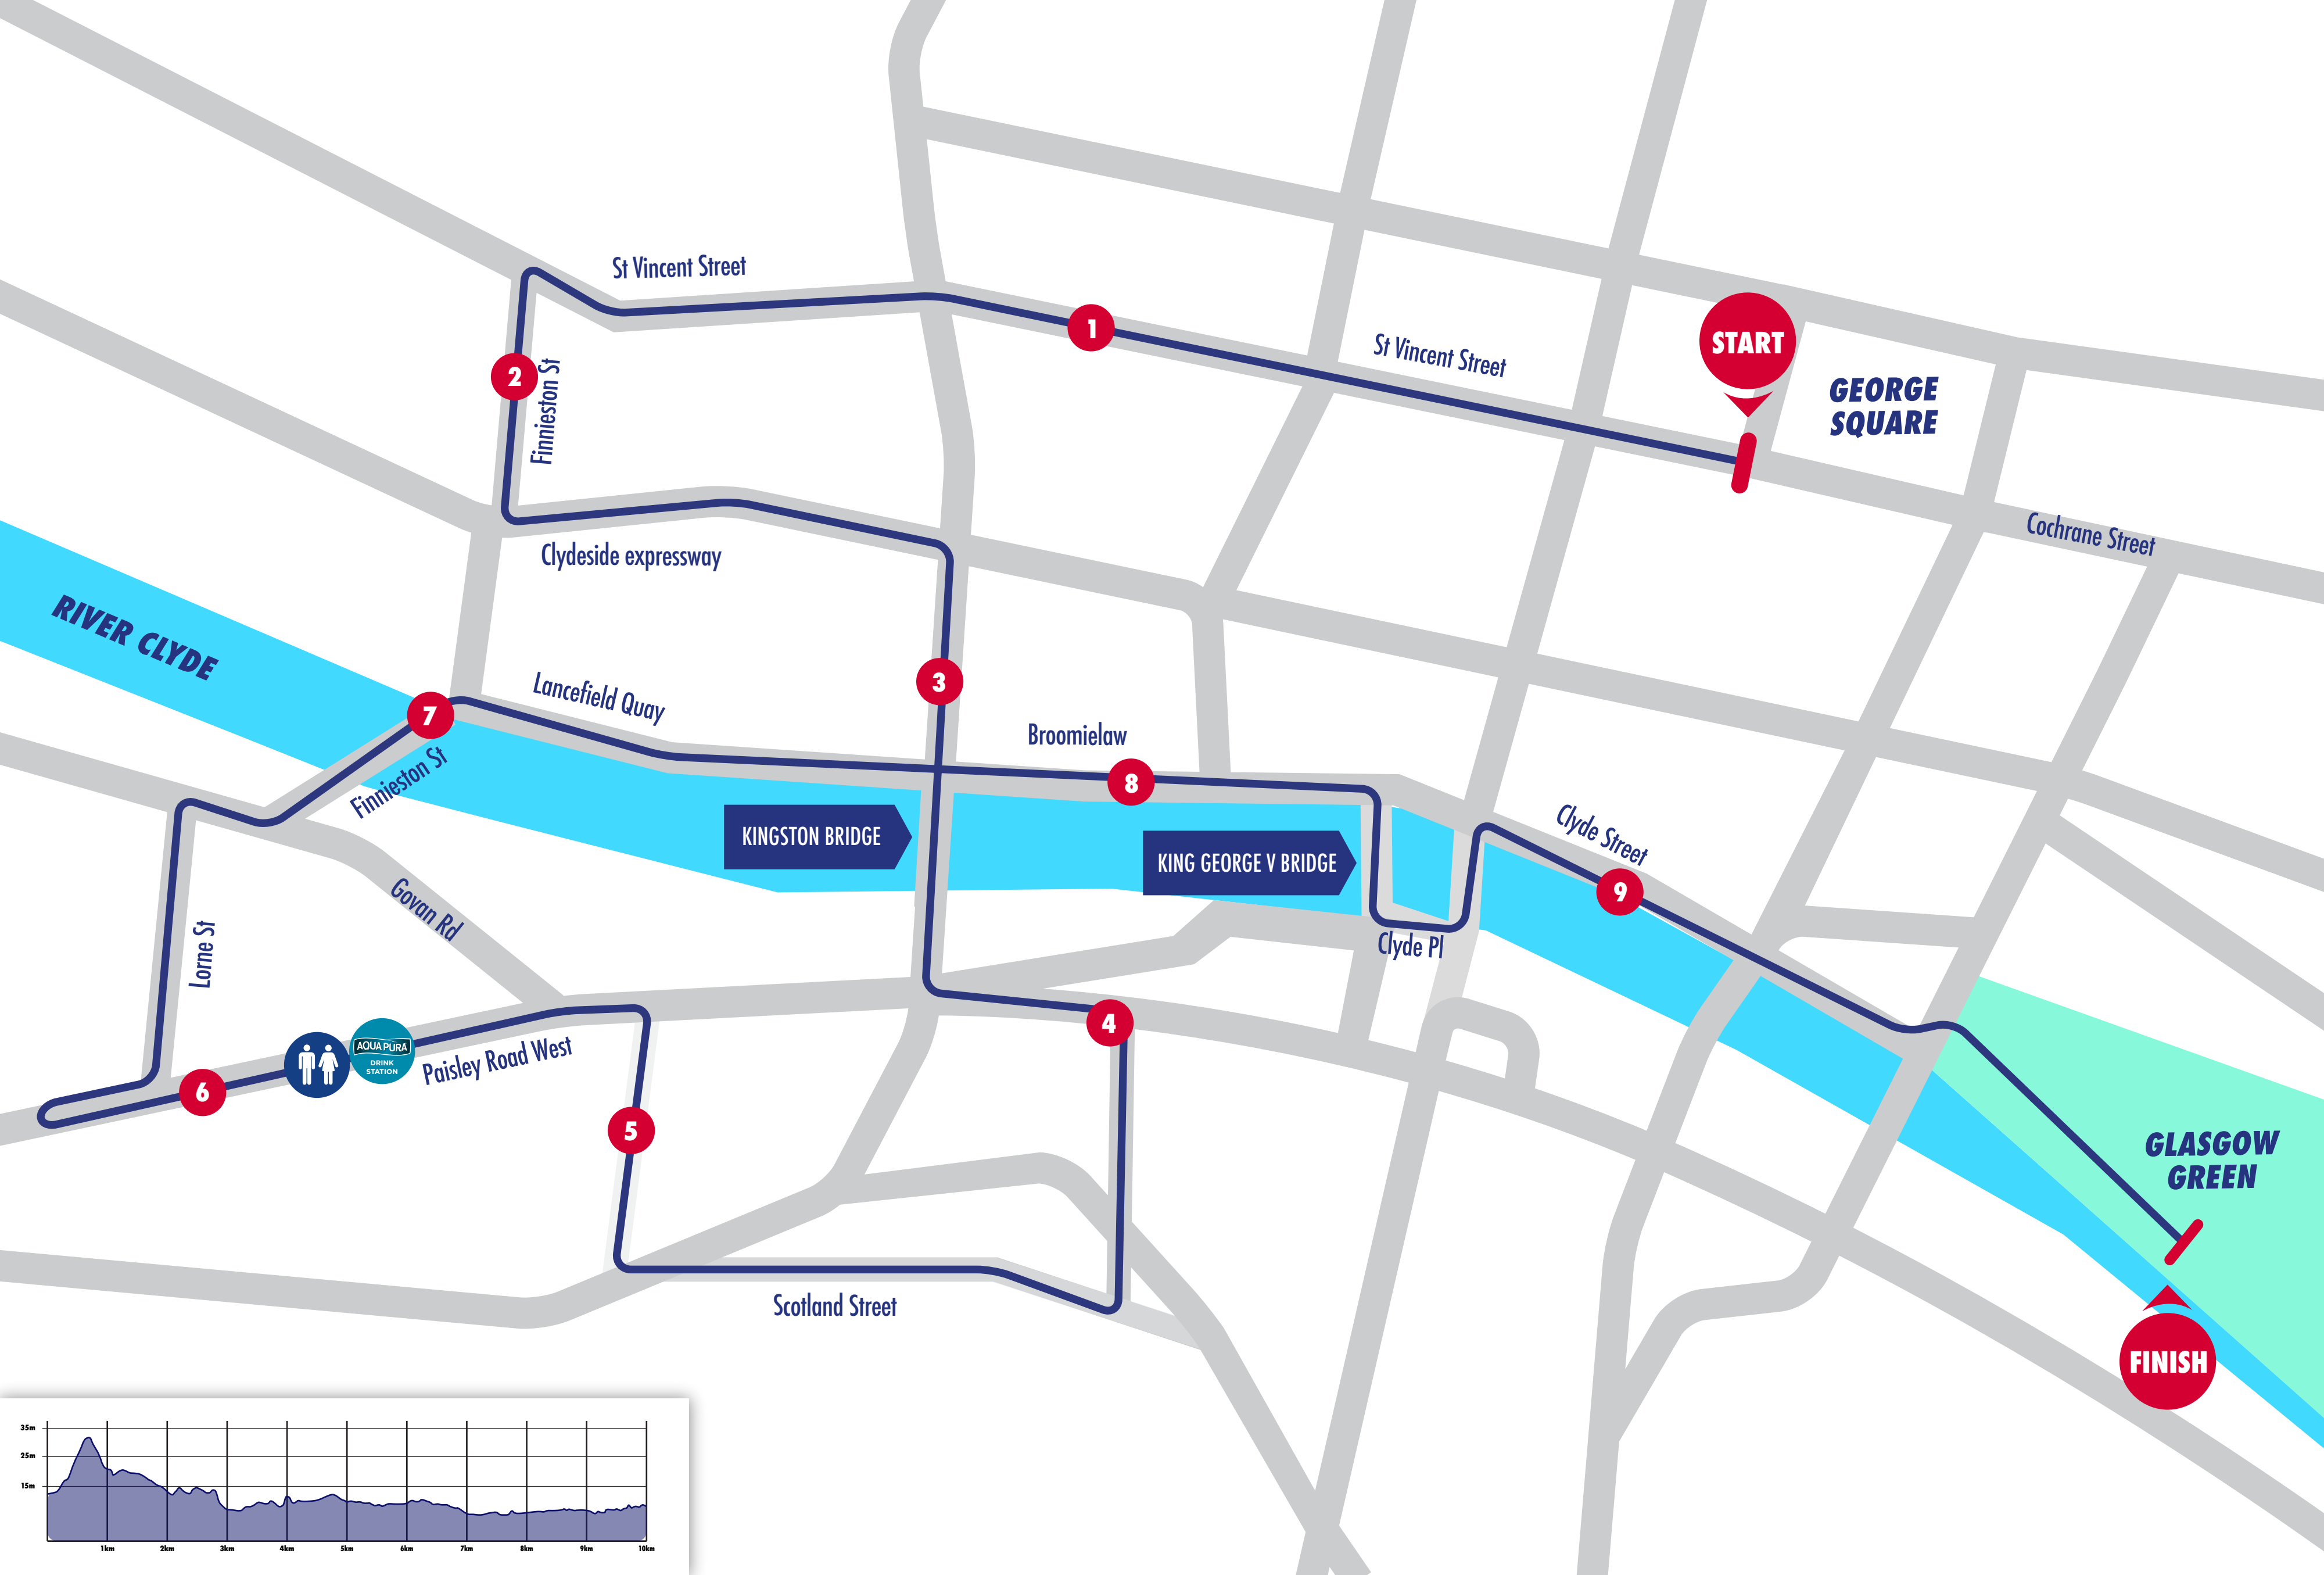 St Vincent Street
1
St Vincent Street
START
GEORGE
SQUARE
2
Finnieston St
Cochrane Street
Clydeside expressway
RIVER CLYDE
3
7
Lancefield Quay
Broomielaw
8
Finnieston St
KINGSTON BRIDGE
KING GEORGE V BRIDGE
Clyde Street
9
Govan Rd
Lorne St
Clyde Pl
4
AQUA PURA
DRINK
STATION
Paisley Road West
6
5
GLASGOW
GREEN
Scotland Street
FINISH
35m
25m
15m
1km 2km 3km 4km 5km 6km 7km 8km 9km 10km